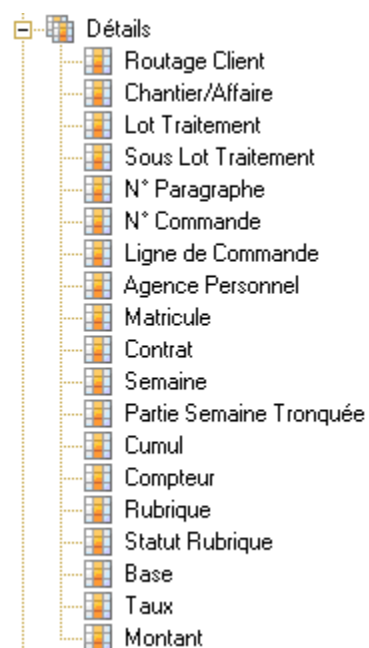 Détails
Routage Client
Chantier/Affaire
Lot Traitement
Sous Lot Traitement
N° Paragraphe
N° Commande
Ligne de Commande
Agence Personnel
Matricule
Contrat
Semaine
Partie Semaine Tronquée
Cumul
Compteur
Rubrique
Statut Rubrique
Base
Taux
Montant